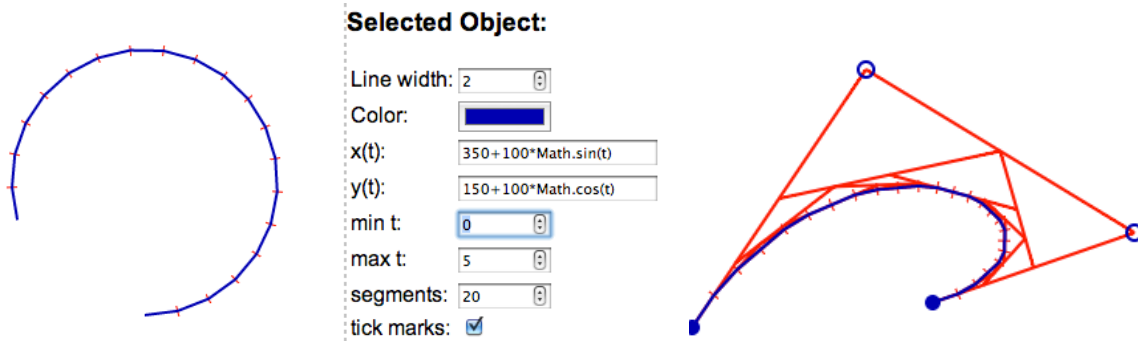 Selected Object:
Line width: 2
Color:
x(t): 350+100*Math.sin(t)
y(t): 150+100*Math.cos(t)
min t: 0
max t: 5
segments: 20
tick marks: